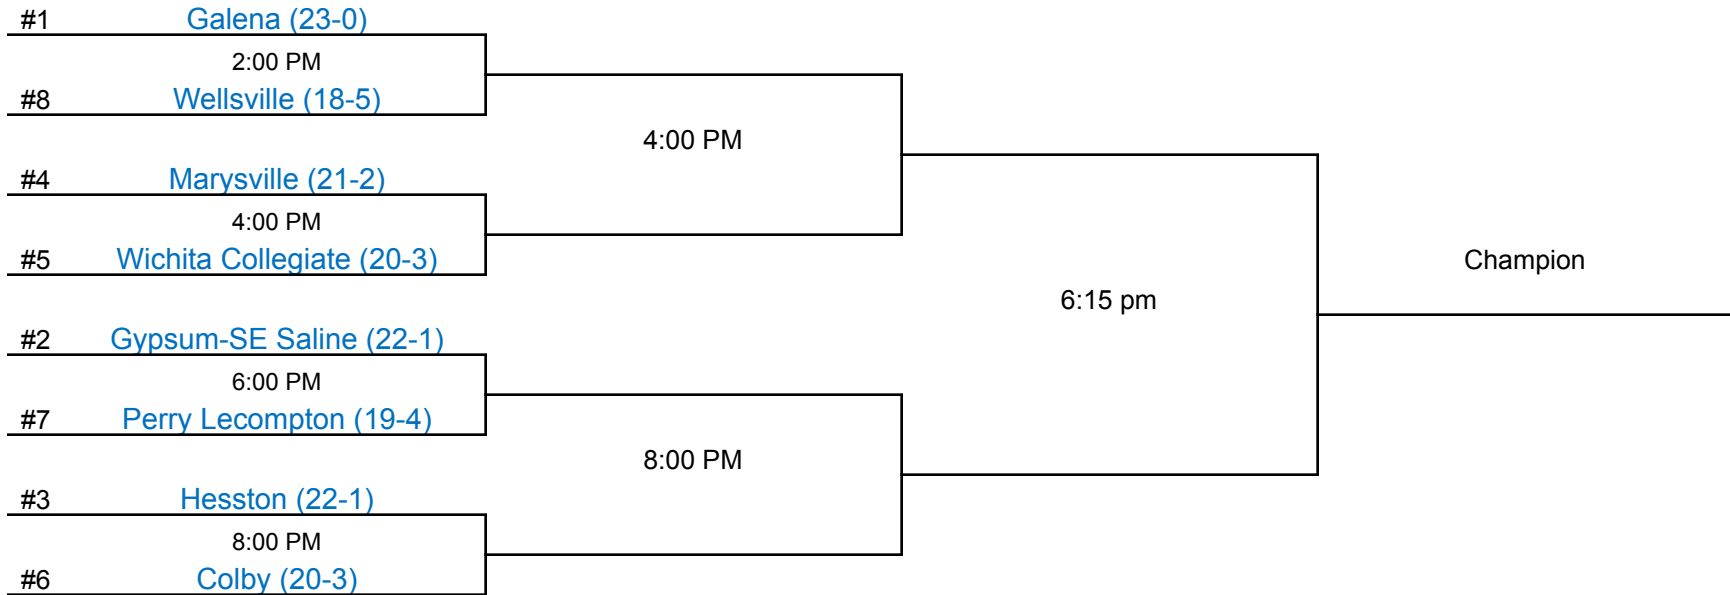 #1 Galena (23-0)
2:00 PM
#8 Wellsville (18-5)
4:00 PM
#4 Marysville (21-2)
4:00 PM
#5 Wichita Collegiate (20-3)
Champion
6:15 pm
#2 Gypsum-SE Saline (22-1)
6:00 PM
#7 Perry Lecompton (19-4)
8:00 PM
#3 Hesston (22-1)
8:00 PM
#6 Colby (20-3)